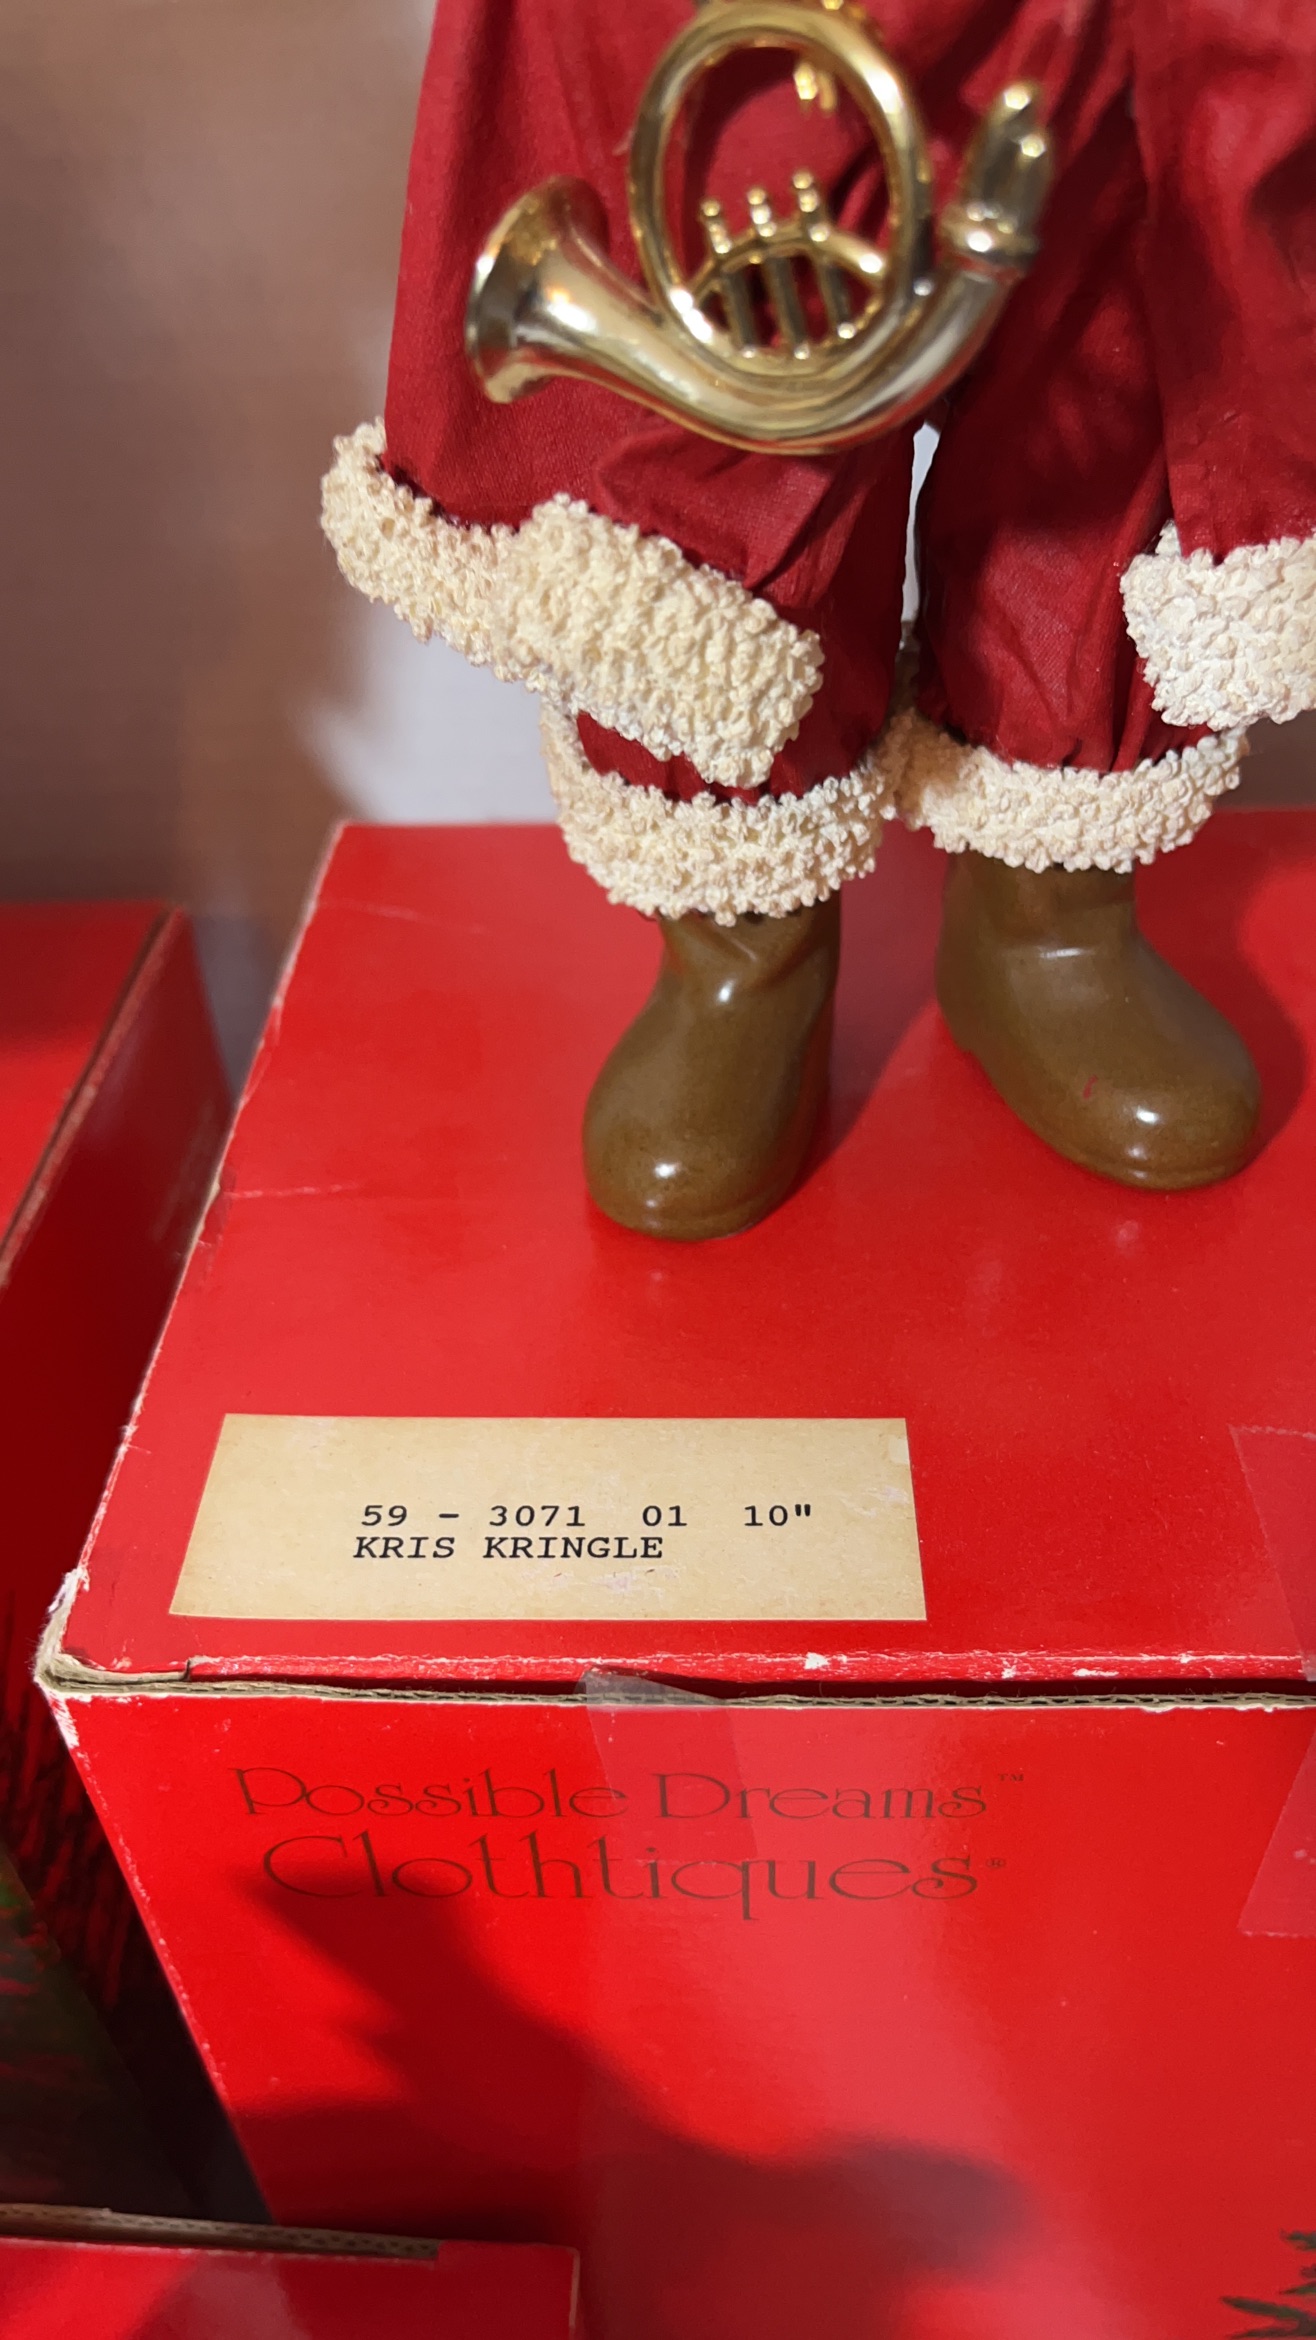 59 - 3071 01 10"
KRIS KRINGLE
Possible Dreams™
Clothtiques®